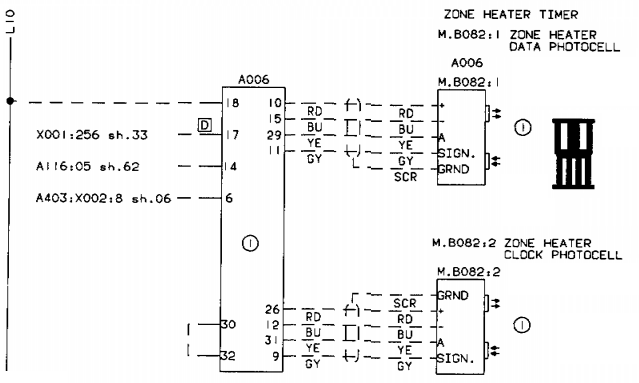 L10
ZONE HEATER TIMER
M.B082:1 ZONE HEATER
DATA PHOTOCELL
A006
A006
M.B082:1
18 10 RD RD +
15 BU BU -
D
X001:256 sh.33 17 29 YE YE A
11 GY GY SIGN.
SCR GRND
1
A116:05 sh.62 14
A403:X002:8 sh.06 6
1
M.B082:2 ZONE HEATER
CLOCK PHOTOCELL
M.B082:2
SCR GRND
26 RD RD +
30 12 BU BU -
31 YE YE A
32 9 GY GY SIGN.
1